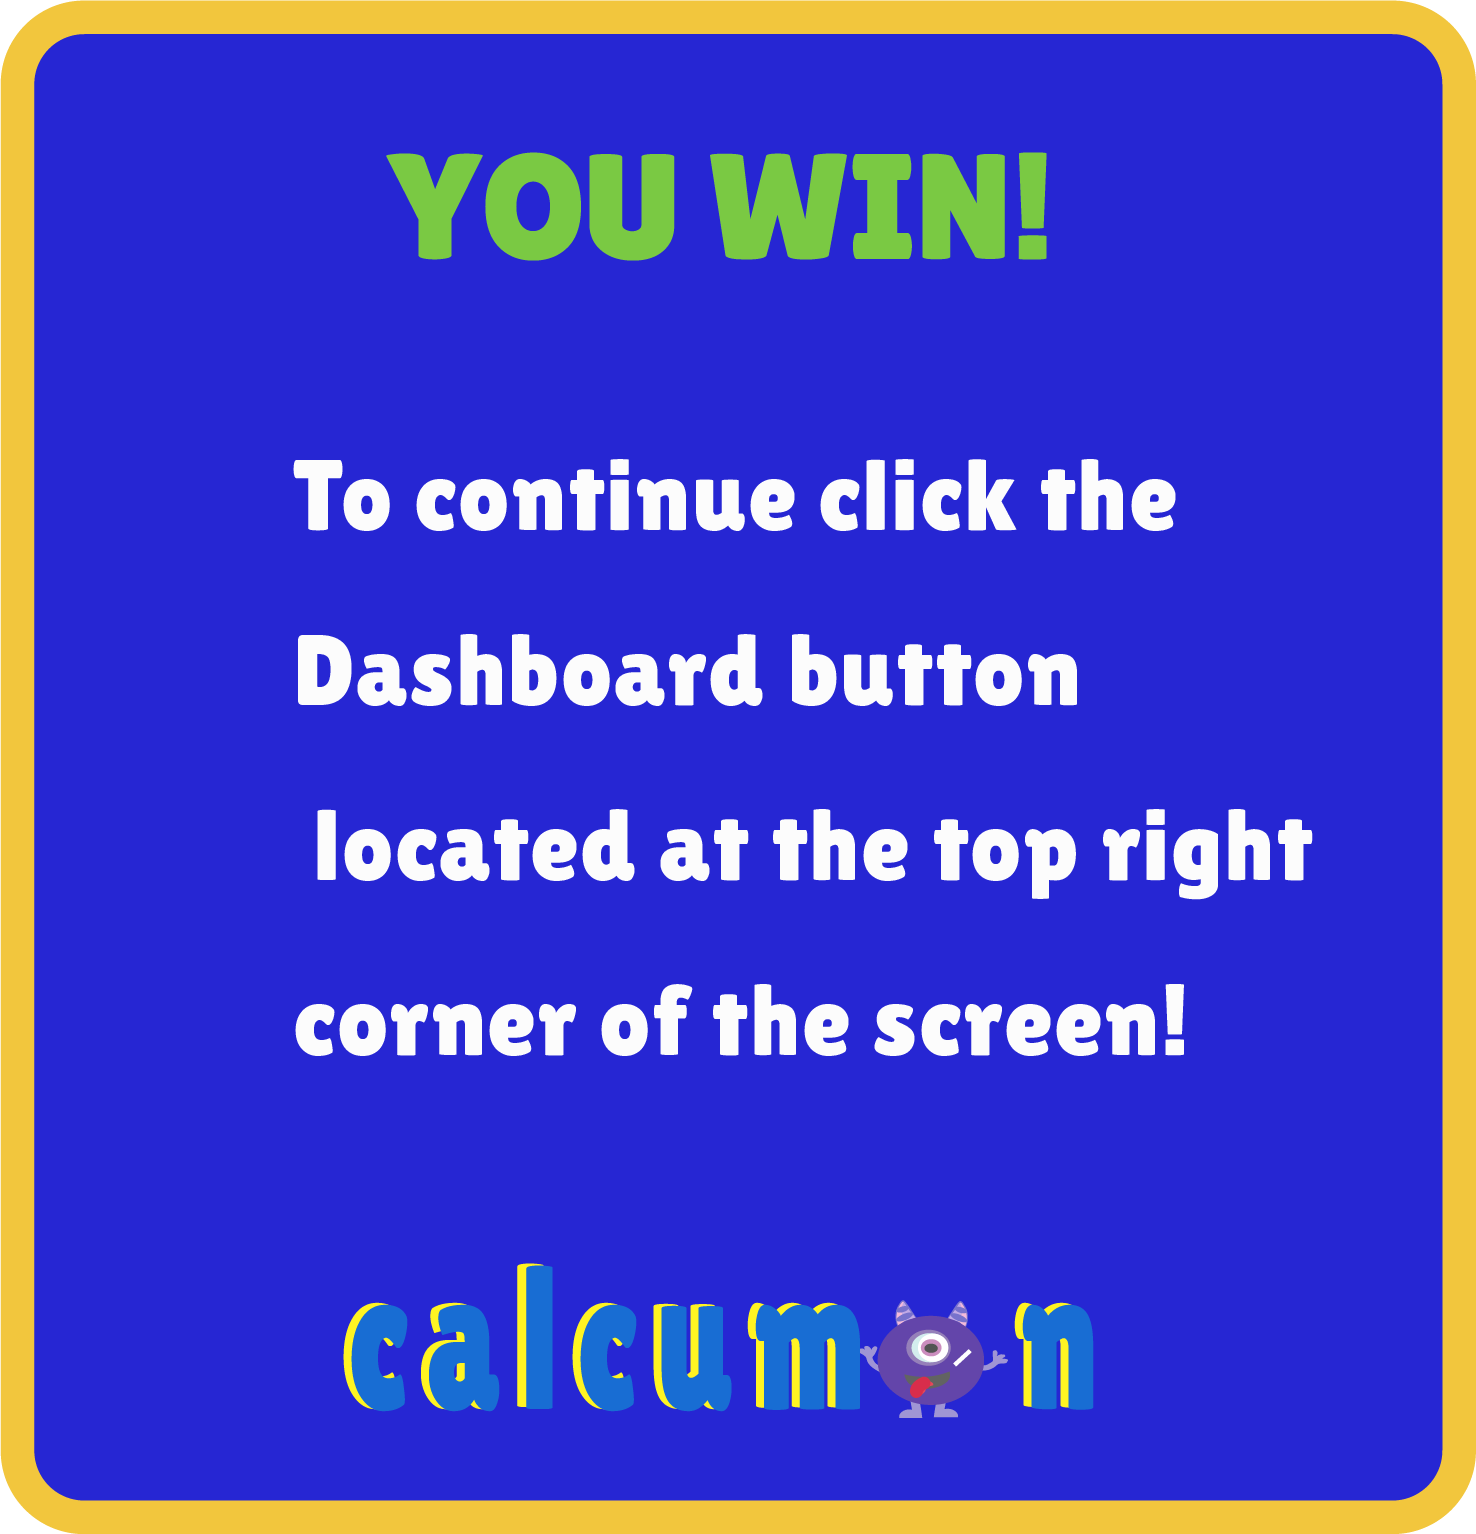 YOU WIN!
To continue click the
Dashboard button
located at the top right
corner of the screen!
calcumon